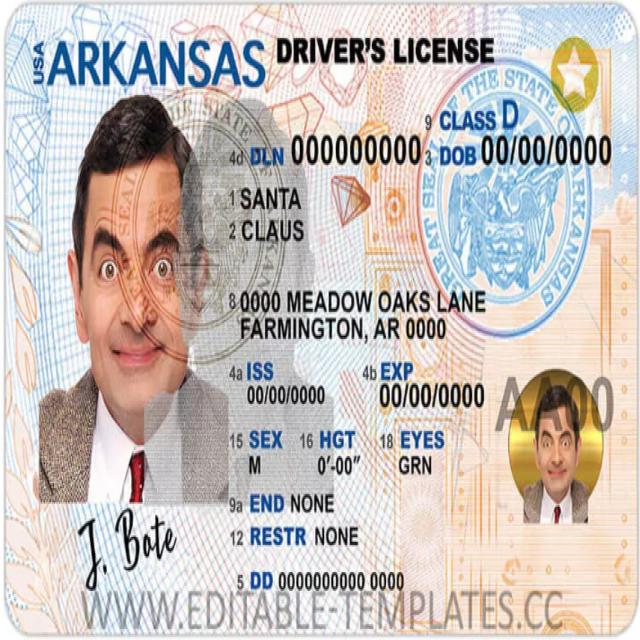 USA
ARKANSAS DRIVER'S LICENSE
9 CLASS D
4d DLN 000000000 3 DOB 00/00/0000
1 SANTA
2 CLAUS
8 0000 MEADOW OAKS LANE
FARMINGTON, AR 0000
4a ISS 4b EXP
00/00/0000 00/00/0000
AA00
15 SEX 16 HGT 18 EYES
M 0'-00" GRN
9a END NONE
12 RESTR NONE
J. Bote
5 DD 0000000000 0000
WWW.EDITABLE-TEMPLATES.CC
THE STATE
GREAT SEAL
ARKANSAS